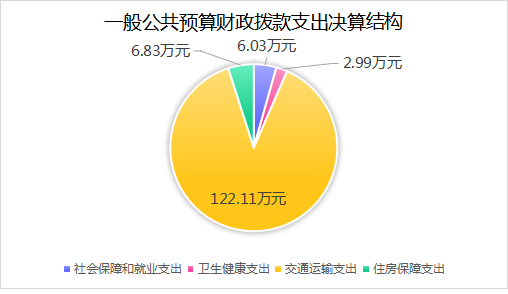 一般公共预算财政拨款支出决算结构
6.83万元
6.03万元
2.99万元
122.11万元
社会保障和就业支出 卫生健康支出 交通运输支出 住房保障支出